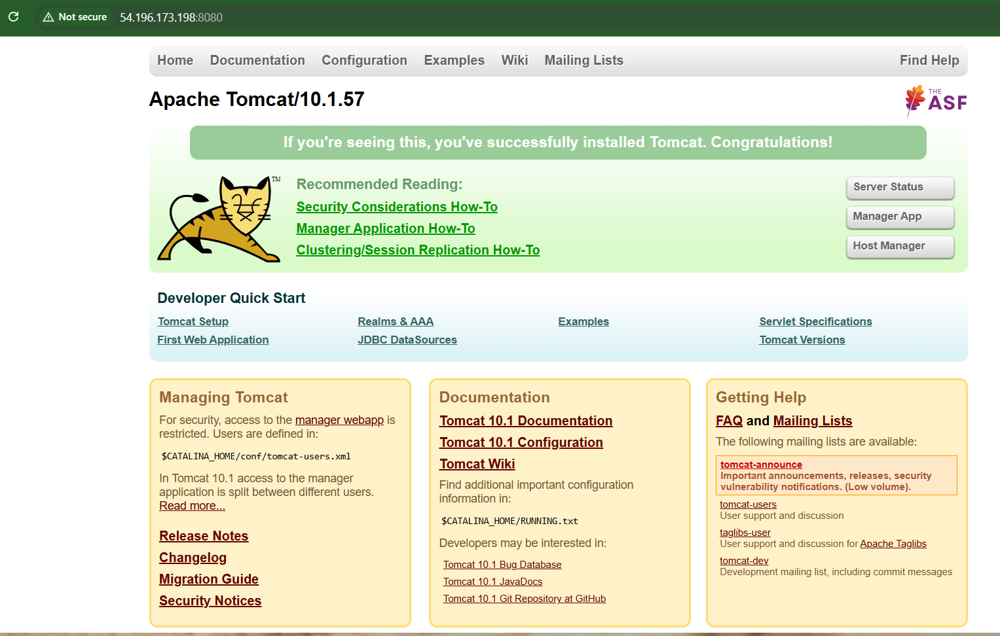 Not secure 54.196.173.198:8080
Home Documentation Configuration Examples Wiki Mailing Lists Find Help
Apache Tomcat/10.1.57
THE
ASF
If you're seeing this, you've successfully installed Tomcat. Congratulations!
TM
Recommended Reading:
Security Considerations How-To
Manager Application How-To
Clustering/Session Replication How-To
Server Status
Manager App
Host Manager
Developer Quick Start
Tomcat Setup
First Web Application
Realms & AAA
JDBC DataSources
Examples
Servlet Specifications
Tomcat Versions
Managing Tomcat
For security, access to the manager webapp is
restricted. Users are defined in:
$CATALINA_HOME/conf/tomcat-users.xml
In Tomcat 10.1 access to the manager
application is split between different users.
Read more...
Release Notes
Changelog
Migration Guide
Security Notices
Documentation
Tomcat 10.1 Documentation
Tomcat 10.1 Configuration
Tomcat Wiki
Find additional important configuration
information in:
$CATALINA_HOME/RUNNING.txt
Developers may be interested in:
Tomcat 10.1 Bug Database
Tomcat 10.1 JavaDocs
Tomcat 10.1 Git Repository at GitHub
Getting Help
FAQ and Mailing Lists
The following mailing lists are available:
tomcat-announce
Important announcements, releases, security
vulnerability notifications. (Low volume).
tomcat-users
User support and discussion
taglibs-user
User support and discussion for Apache Taglibs
tomcat-dev
Development mailing list, including commit messages